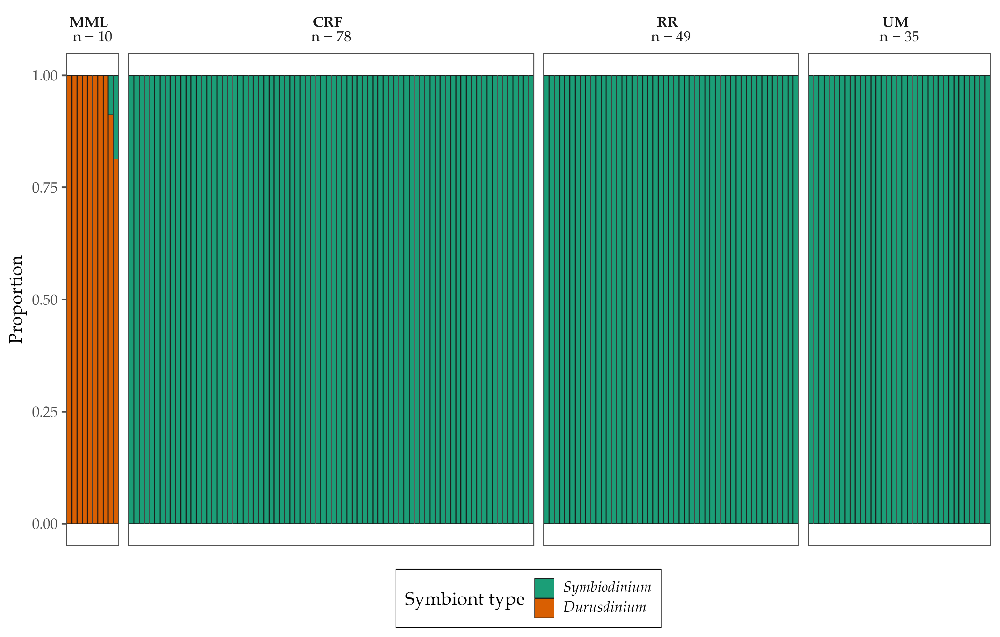 MML
n = 10
CRF
n = 78
RR
n = 49
UM
n = 35
1.00
0.75
0.50
0.25
0.00
Proportion
Symbiont type
Symbiodinium
Durusdinium